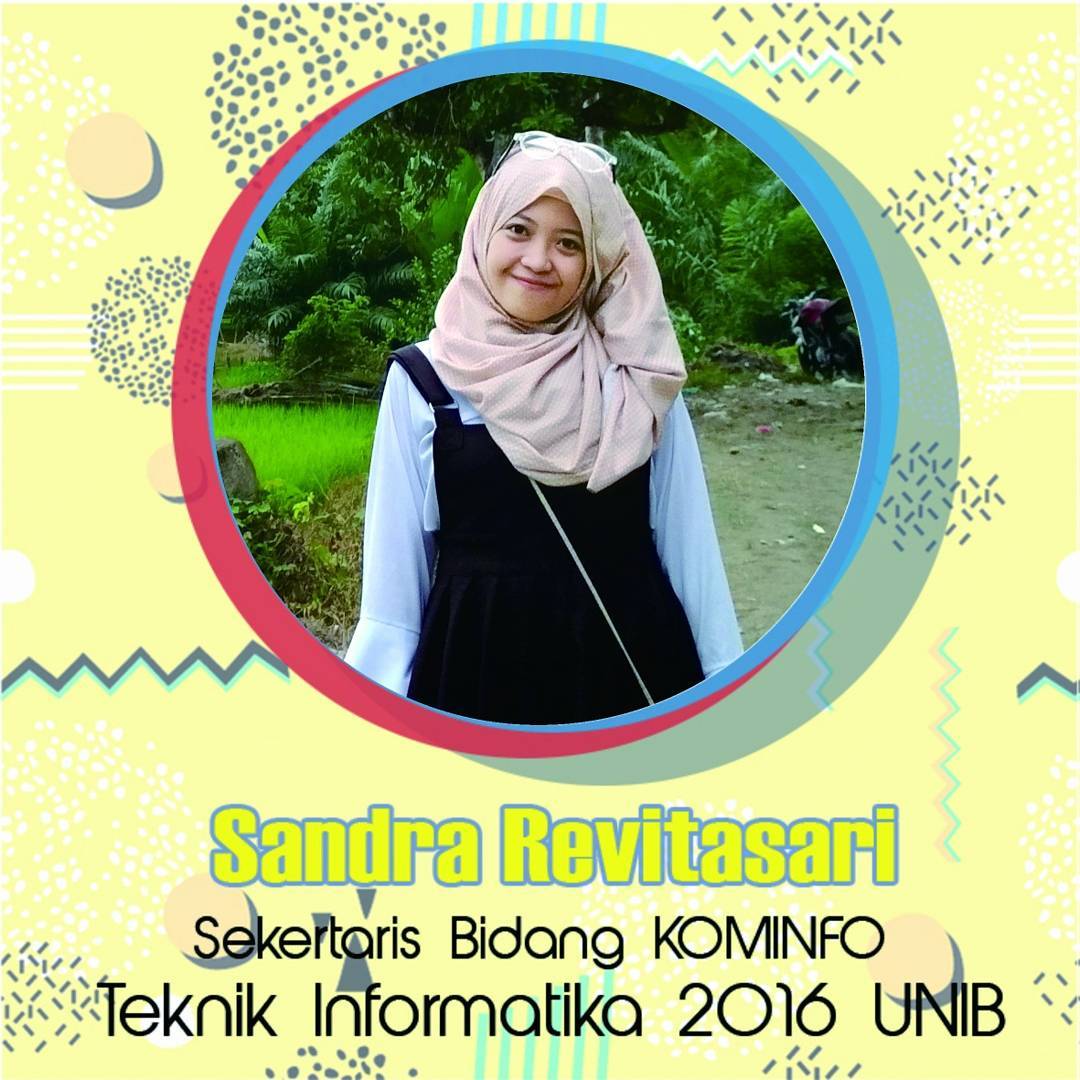 Sandra Revitasari
Sekertaris Bidang KOMINFO
Teknik Informatika 2016 UNIB